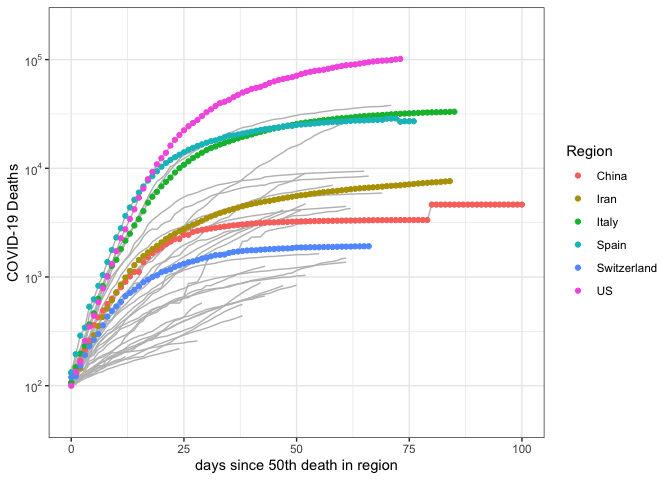 10^5
10^4
10^3
10^2
COVID-19 Deaths
0
25
50
75
100
days since 50th death in region
Region
China
Iran
Italy
Spain
Switzerland
US